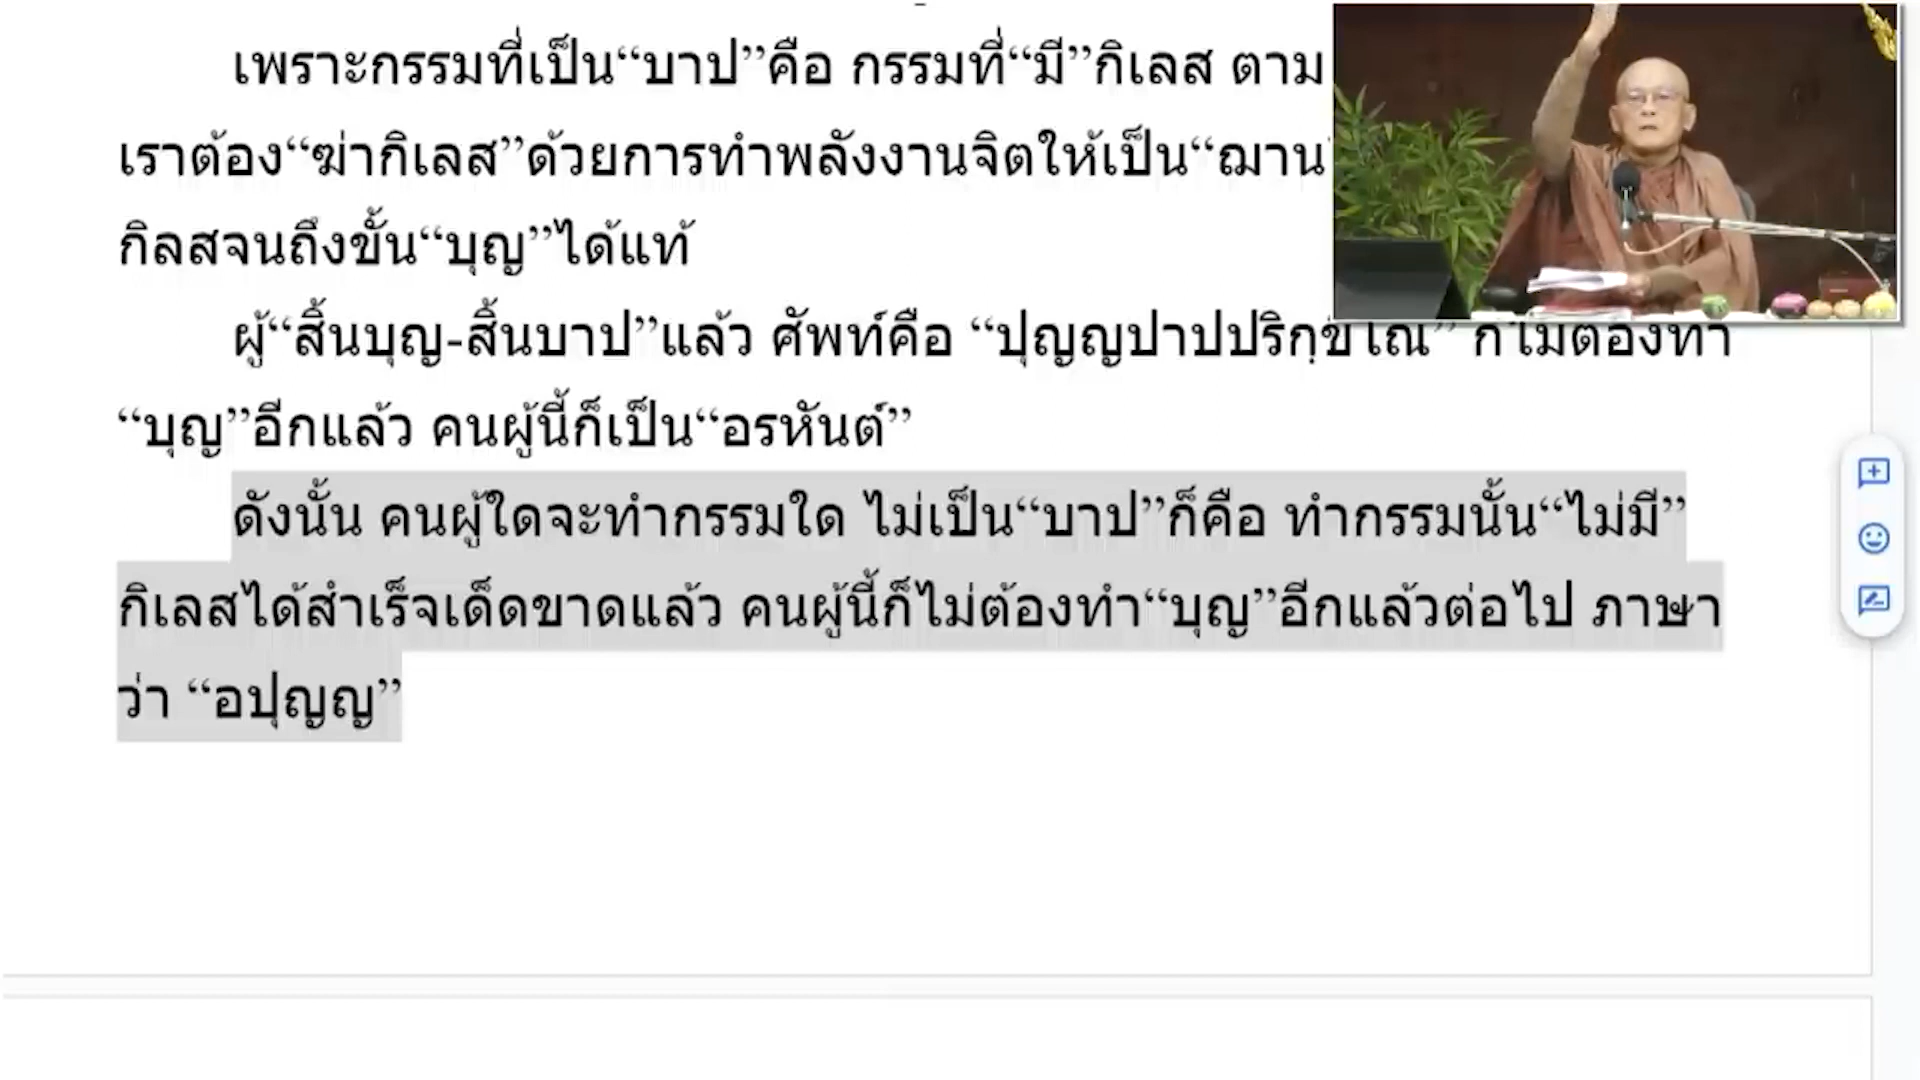 เพราะกรรมที่เป็น“บาป”คือ กรรมที่“มี”กิเลส ตาม
เราต้อง“ฆ่ากิเลส”ด้วยการทำพลังงานจิตให้เป็น“ฌาน
กิลสจนถึงขั้น“บุญ”ได้แท้
ผู้“สิ้นบุญ-สิ้นบาป”แล้ว ศัพท์คือ “ปุญญปาปปริกฺขีโณ” ก็ไม่ต้องทำ
“บุญ”อีกแล้ว คนผู้นี้ก็เป็น“อรหันต์”
ดังนั้น คนผู้ใดจะทำกรรมใด ไม่เป็น“บาป”ก็คือ ทำกรรมนั้น“ไม่มี”
กิเลสได้สำเร็จเด็ดขาดแล้ว คนผู้นี้ก็ไม่ต้องทำ“บุญ”อีกแล้วต่อไป ภาษา
ว่า “อปุญญ”